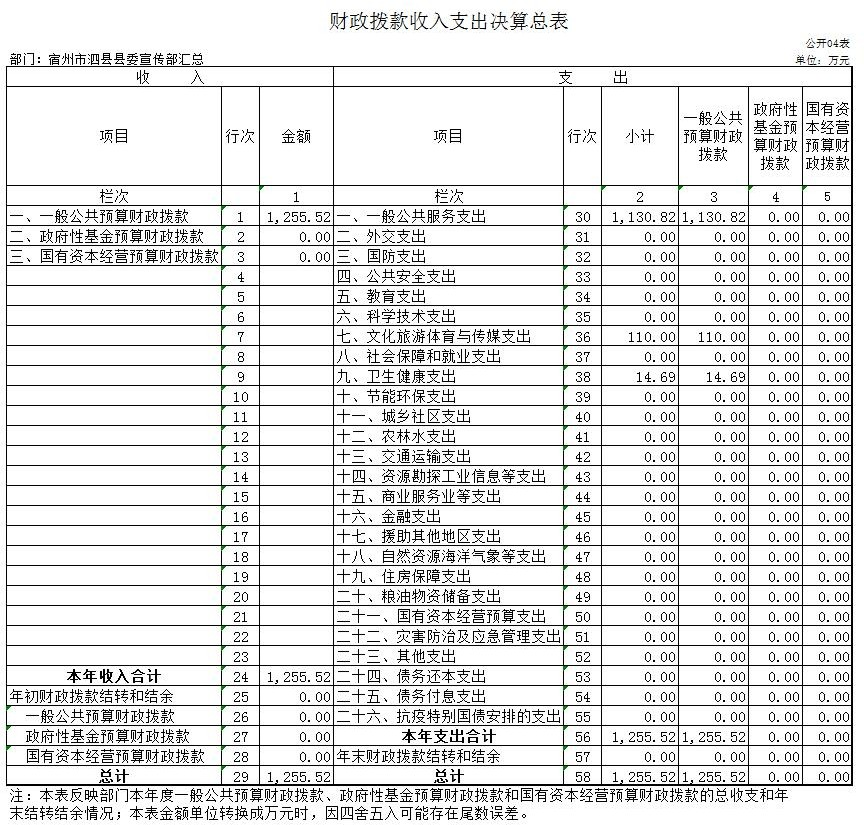 财政拨款收入支出决算总表
公开04表
部门：宿州市泗县县委宣传部汇总 单位：万元
收 入 支 出
项目 行次 金额 项目 行次 小计 一般公共预算财政拨款 政府性基金预算财政拨款 国有资本经营预算财政拨款
栏次 1 栏次 2 3 4 5
一、一般公共预算财政拨款 1 1,255.52 一、一般公共服务支出 30 1,130.82 1,130.82 0.00 0.00
二、政府性基金预算财政拨款 2 0.00 二、外交支出 31 0.00 0.00 0.00 0.00
三、国有资本经营预算财政拨款 3 0.00 三、国防支出 32 0.00 0.00 0.00 0.00
4 四、公共安全支出 33 0.00 0.00 0.00 0.00
5 五、教育支出 34 0.00 0.00 0.00 0.00
6 六、科学技术支出 35 0.00 0.00 0.00 0.00
7 七、文化旅游体育与传媒支出 36 110.00 110.00 0.00 0.00
8 八、社会保障和就业支出 37 0.00 0.00 0.00 0.00
9 九、卫生健康支出 38 14.69 14.69 0.00 0.00
10 十、节能环保支出 39 0.00 0.00 0.00 0.00
11 十一、城乡社区支出 40 0.00 0.00 0.00 0.00
12 十二、农林水支出 41 0.00 0.00 0.00 0.00
13 十三、交通运输支出 42 0.00 0.00 0.00 0.00
14 十四、资源勘探工业信息等支出 43 0.00 0.00 0.00 0.00
15 十五、商业服务业等支出 44 0.00 0.00 0.00 0.00
16 十六、金融支出 45 0.00 0.00 0.00 0.00
17 十七、援助其他地区支出 46 0.00 0.00 0.00 0.00
18 十八、自然资源海洋气象等支出 47 0.00 0.00 0.00 0.00
19 十九、住房保障支出 48 0.00 0.00 0.00 0.00
20 二十、粮油物资储备支出 49 0.00 0.00 0.00 0.00
21 二十一、国有资本经营预算支出 50 0.00 0.00 0.00 0.00
22 二十二、灾害防治及应急管理支出 51 0.00 0.00 0.00 0.00
23 二十三、其他支出 52 0.00 0.00 0.00 0.00
本年收入合计 24 1,255.52 二十四、债务还本支出 53 0.00 0.00 0.00 0.00
年初财政拨款结转和结余 25 0.00 二十五、债务付息支出 54 0.00 0.00 0.00 0.00
一般公共预算财政拨款 26 0.00 二十六、抗疫特别国债安排的支出 55 0.00 0.00 0.00 0.00
政府性基金预算财政拨款 27 0.00 本年支出合计 56 1,255.52 1,255.52 0.00 0.00
国有资本经营预算财政拨款 28 0.00 年末财政拨款结转和结余 57 0.00 0.00 0.00 0.00
总计 29 1,255.52 总计 58 1,255.52 1,255.52 0.00 0.00
注：本表反映部门本年度一般公共预算财政拨款、政府性基金预算财政拨款和国有资本经营预算财政拨款的总收支和年
末结转结余情况；本表金额单位转换成万元时，因四舍五入可能存在尾数误差。